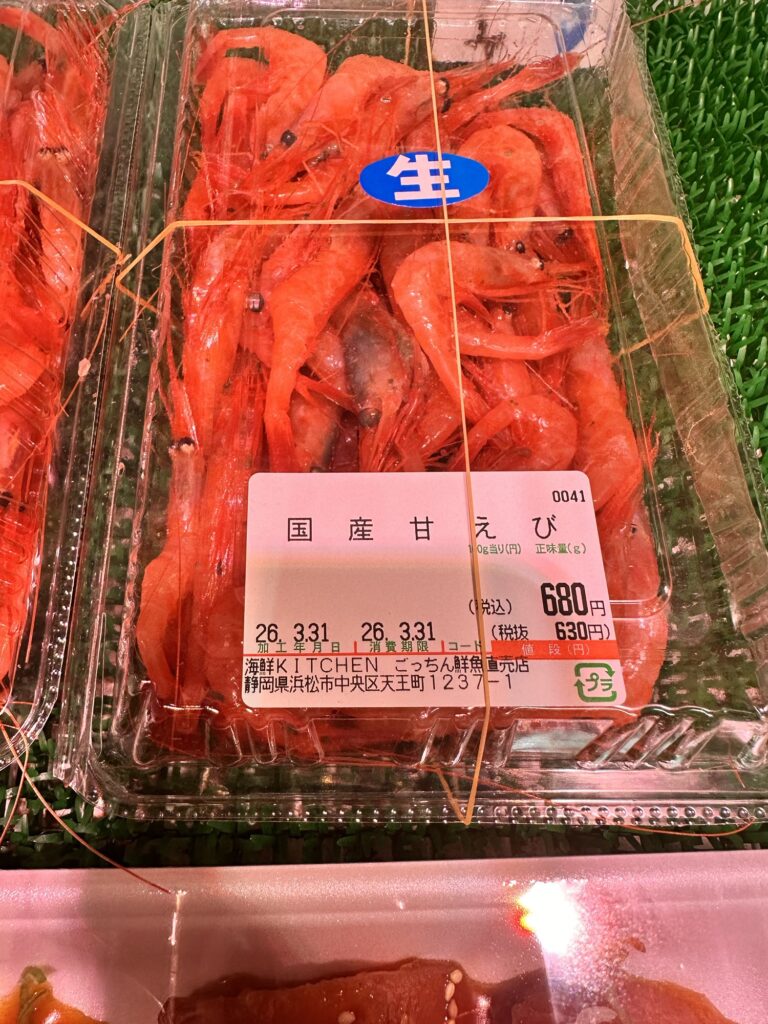 生
0041
国産甘えび
100g当り(円) 正味量(g)
(税込) 680円
26. 3.31 26. 3.31 (税抜 630円)
加工年月日 消費期限 コード 値段(円)
海鮮KITCHEN ごっちん鮮魚直売店
静岡県浜松市中央区天王町1237-1
プラ